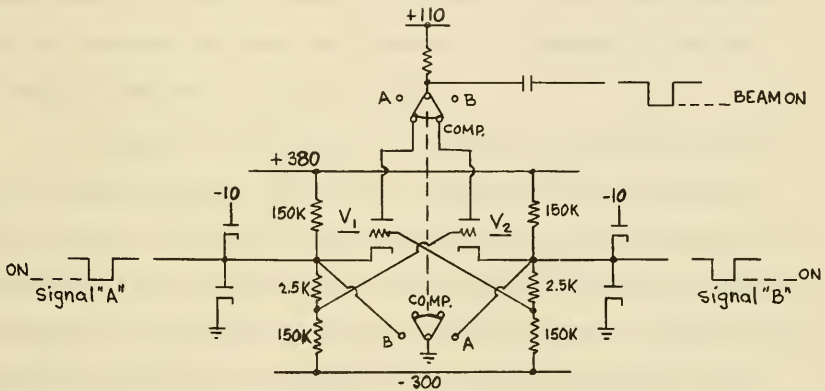 +110
A B
COMP.
BEAM ON
+380
-10
-10
150K
V1
V2
150K
ON
Signal "A"
2.5K
2.5K
ON
Signal "B"
COMP.
B
A
150K
150K
-300